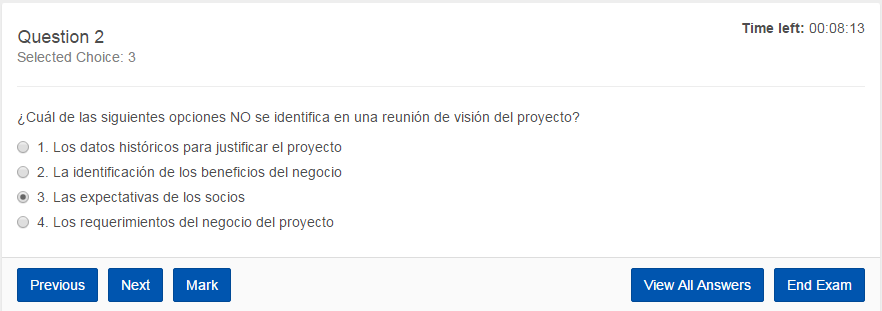 Question 2
Time left: 00:08:13
Selected Choice: 3
¿Cuál de las siguientes opciones NO se identifica en una reunión de visión del proyecto?
1. Los datos históricos para justificar el proyecto
2. La identificación de los beneficios del negocio
3. Las expectativas de los socios
4. Los requerimientos del negocio del proyecto
Previous Next Mark View All Answers End Exam